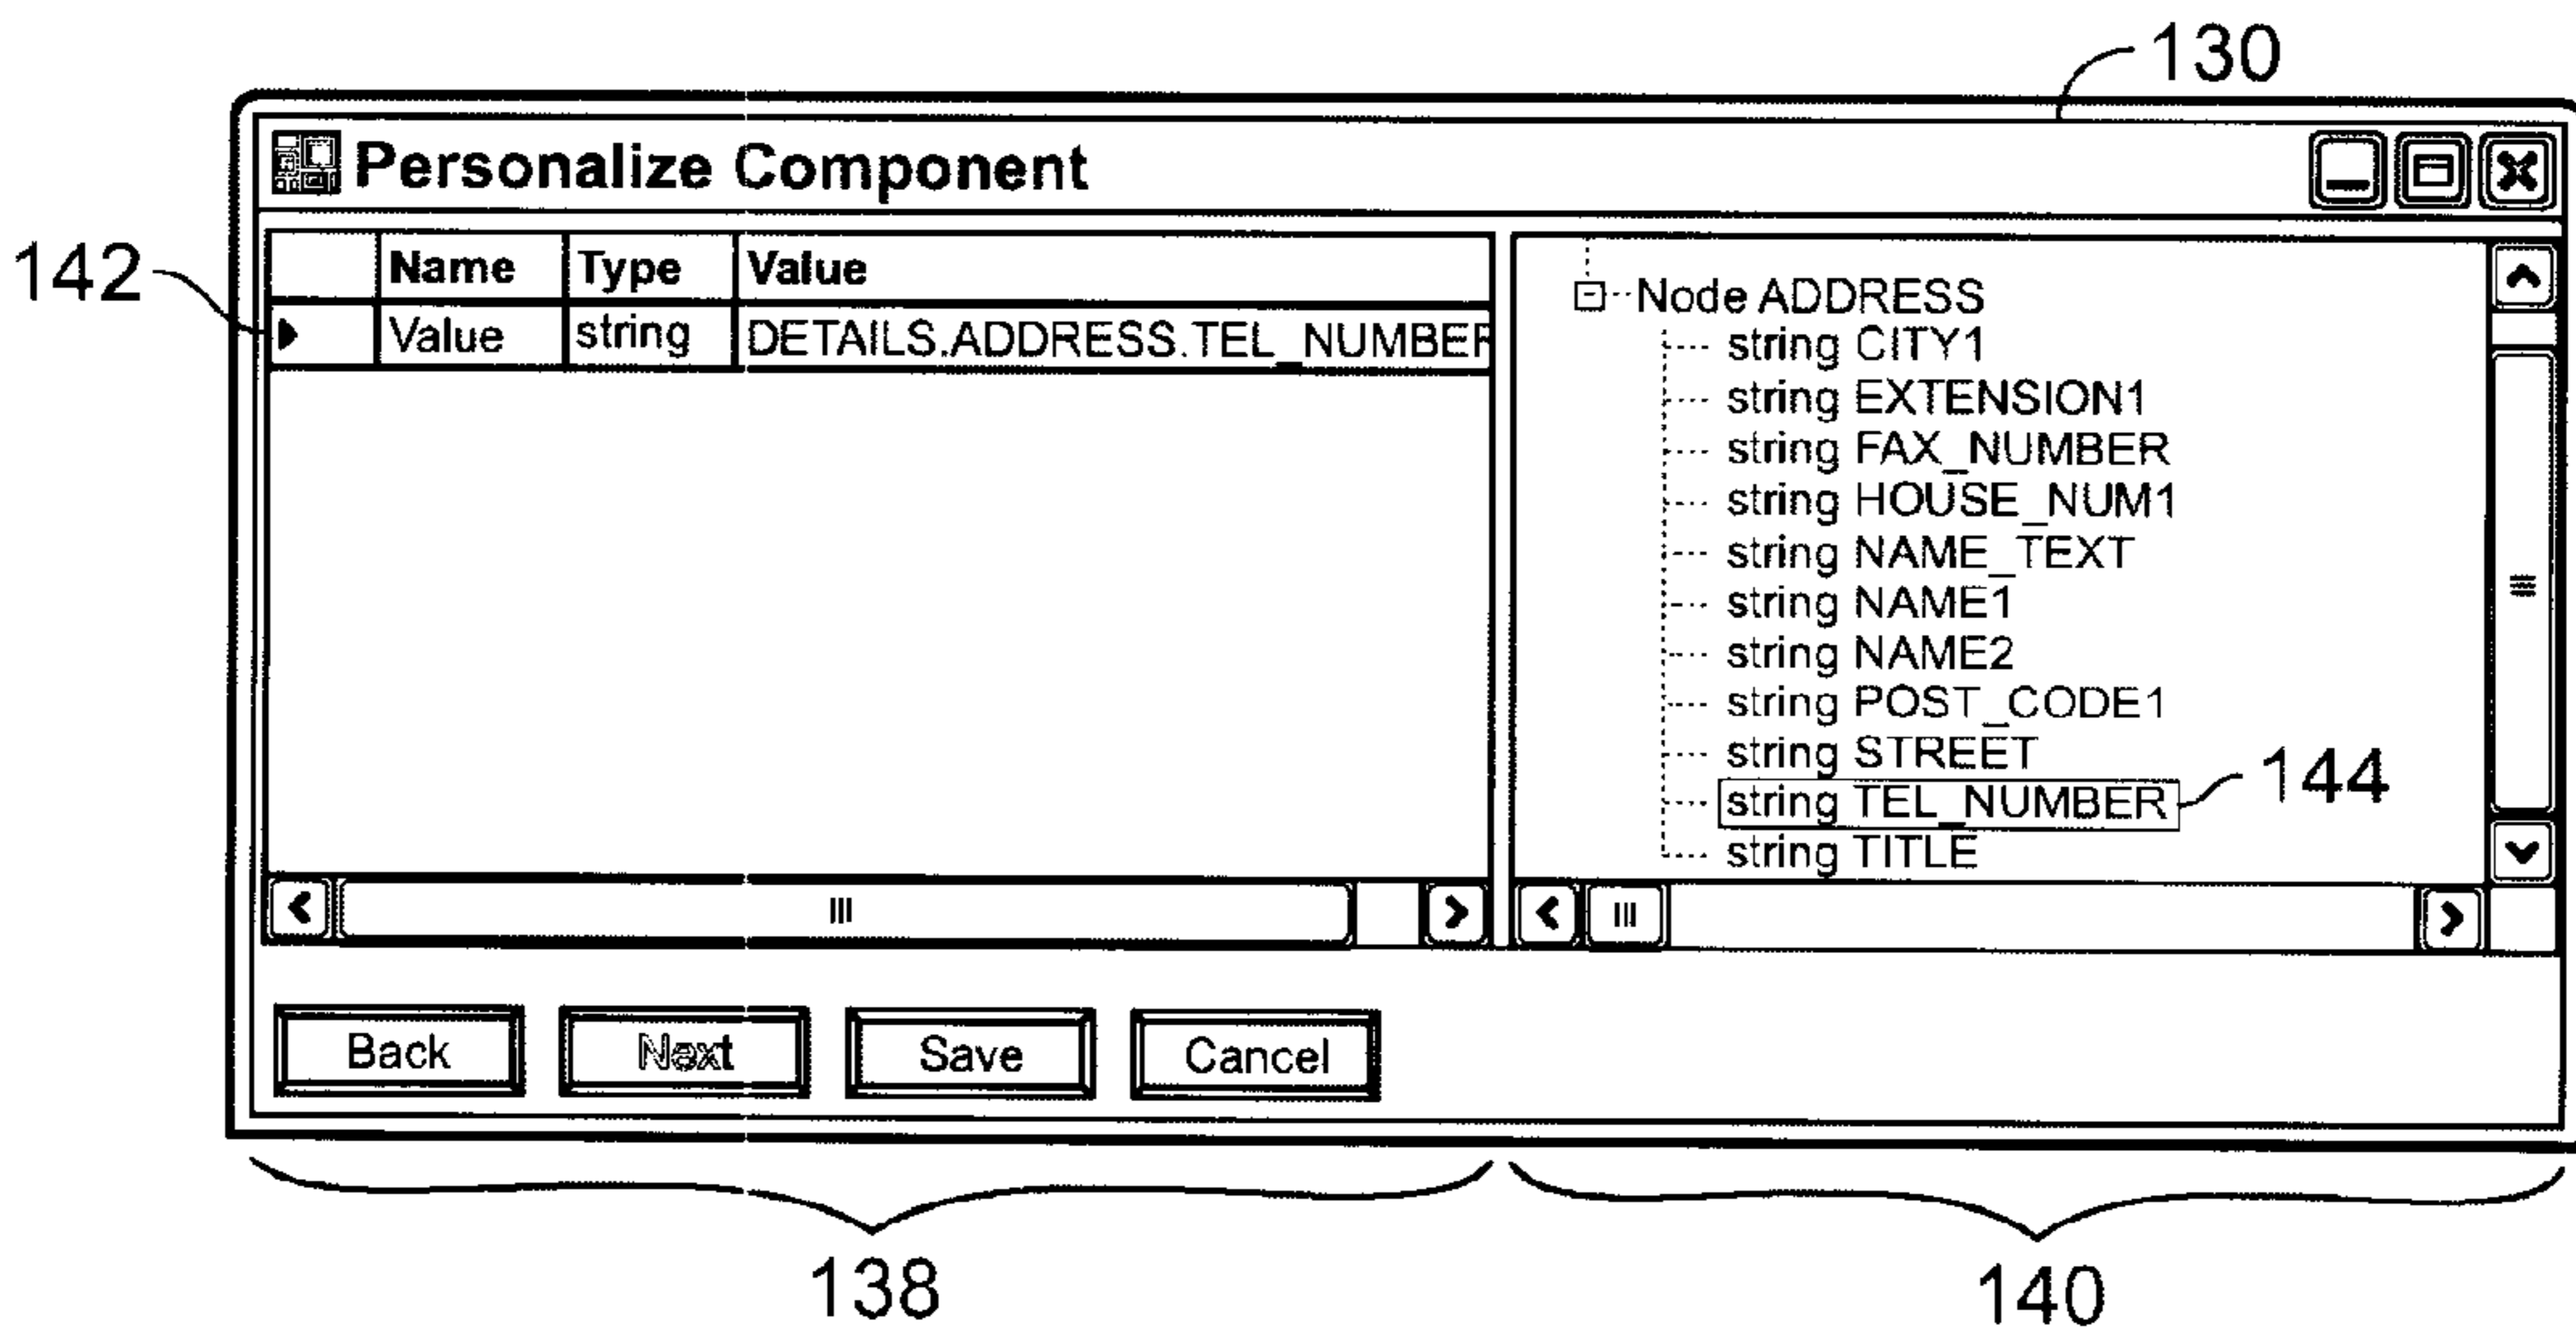 130
Personalize Component
142
Name Type Value
Value string DETAILS.ADDRESS.TEL_NUMBER
Node ADDRESS
string CITY1
string EXTENSION1
string FAX_NUMBER
string HOUSE_NUM1
string NAME_TEXT
string NAME1
string NAME2
string POST_CODE1
string STREET
string TEL_NUMBER
144
string TITLE
Back Next Save Cancel
138
140